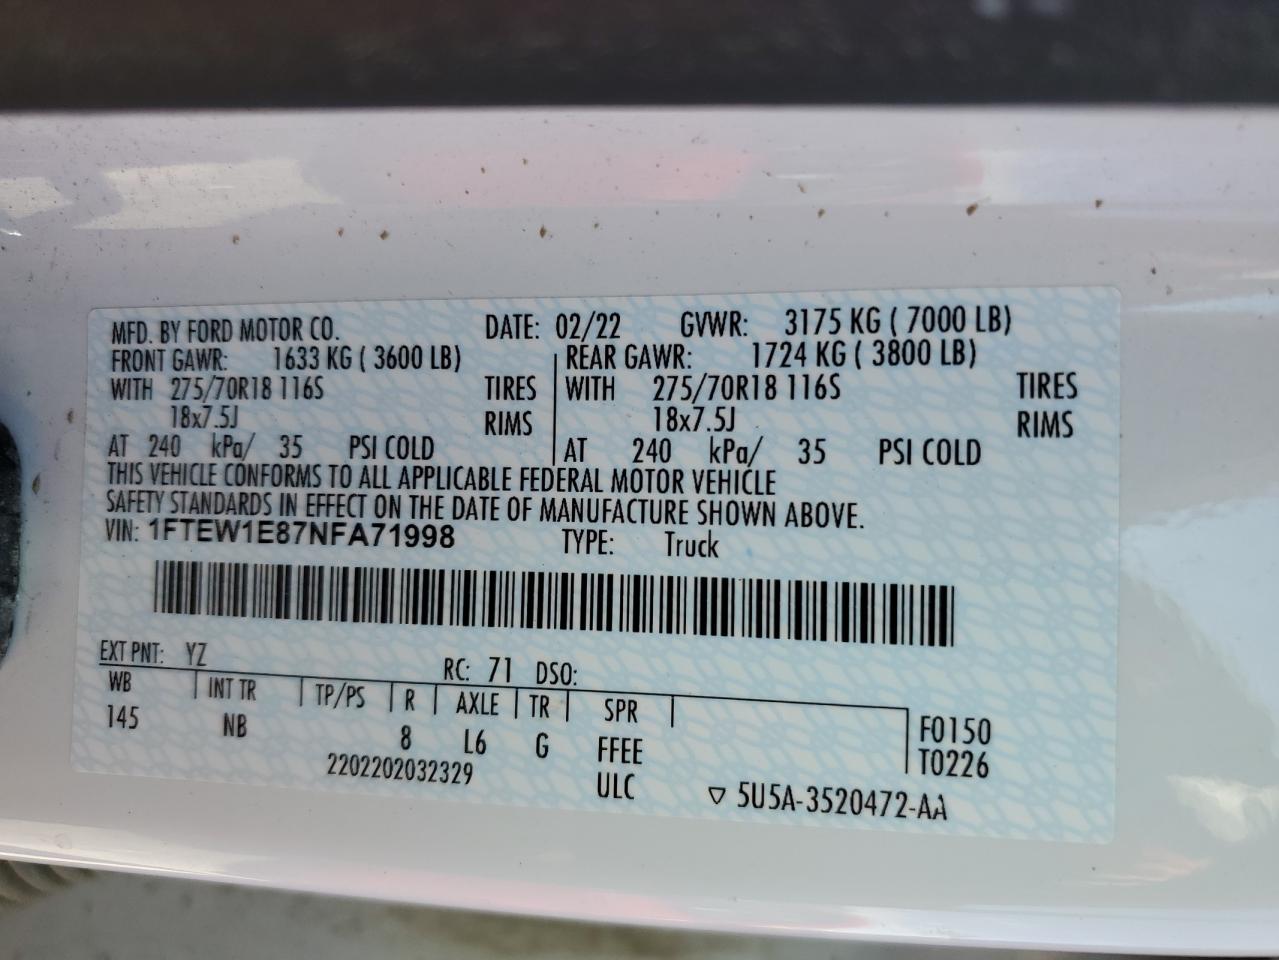 MFD. BY FORD MOTOR CO. DATE: 02/22 GVWR: 3175 KG ( 7000 LB)
FRONT GAWR: 1633 KG ( 3600 LB) REAR GAWR: 1724 KG ( 3800 LB)
WITH 275/70R18 116S TIRES WITH 275/70R18 116S TIRES
18x7.5J RIMS 18x7.5J RIMS
AT 240 kPa/ 35 PSI COLD AT 240 kPa/ 35 PSI COLD
THIS VEHICLE CONFORMS TO ALL APPLICABLE FEDERAL MOTOR VEHICLE
SAFETY STANDARDS IN EFFECT ON THE DATE OF MANUFACTURE SHOWN ABOVE.
VIN: 1FTEW1E87NFA71998 TYPE: Truck
EXT PNT: YZ RC: 71 DSO:
WB INT TR TP/PS R AXLE TR SPR
145 NB 8 L6 G FFEE F0150
T0226
2202202032329 ULC ▽ 5U5A-3520472-AA